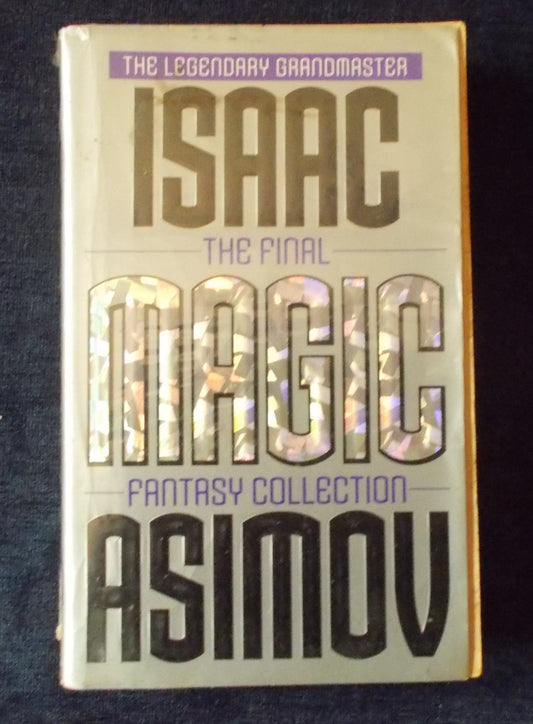 THE LEGENDARY GRANDMASTER
ISAAC
THE FINAL
MAGIC
FANTASY COLLECTION
ASIMOV